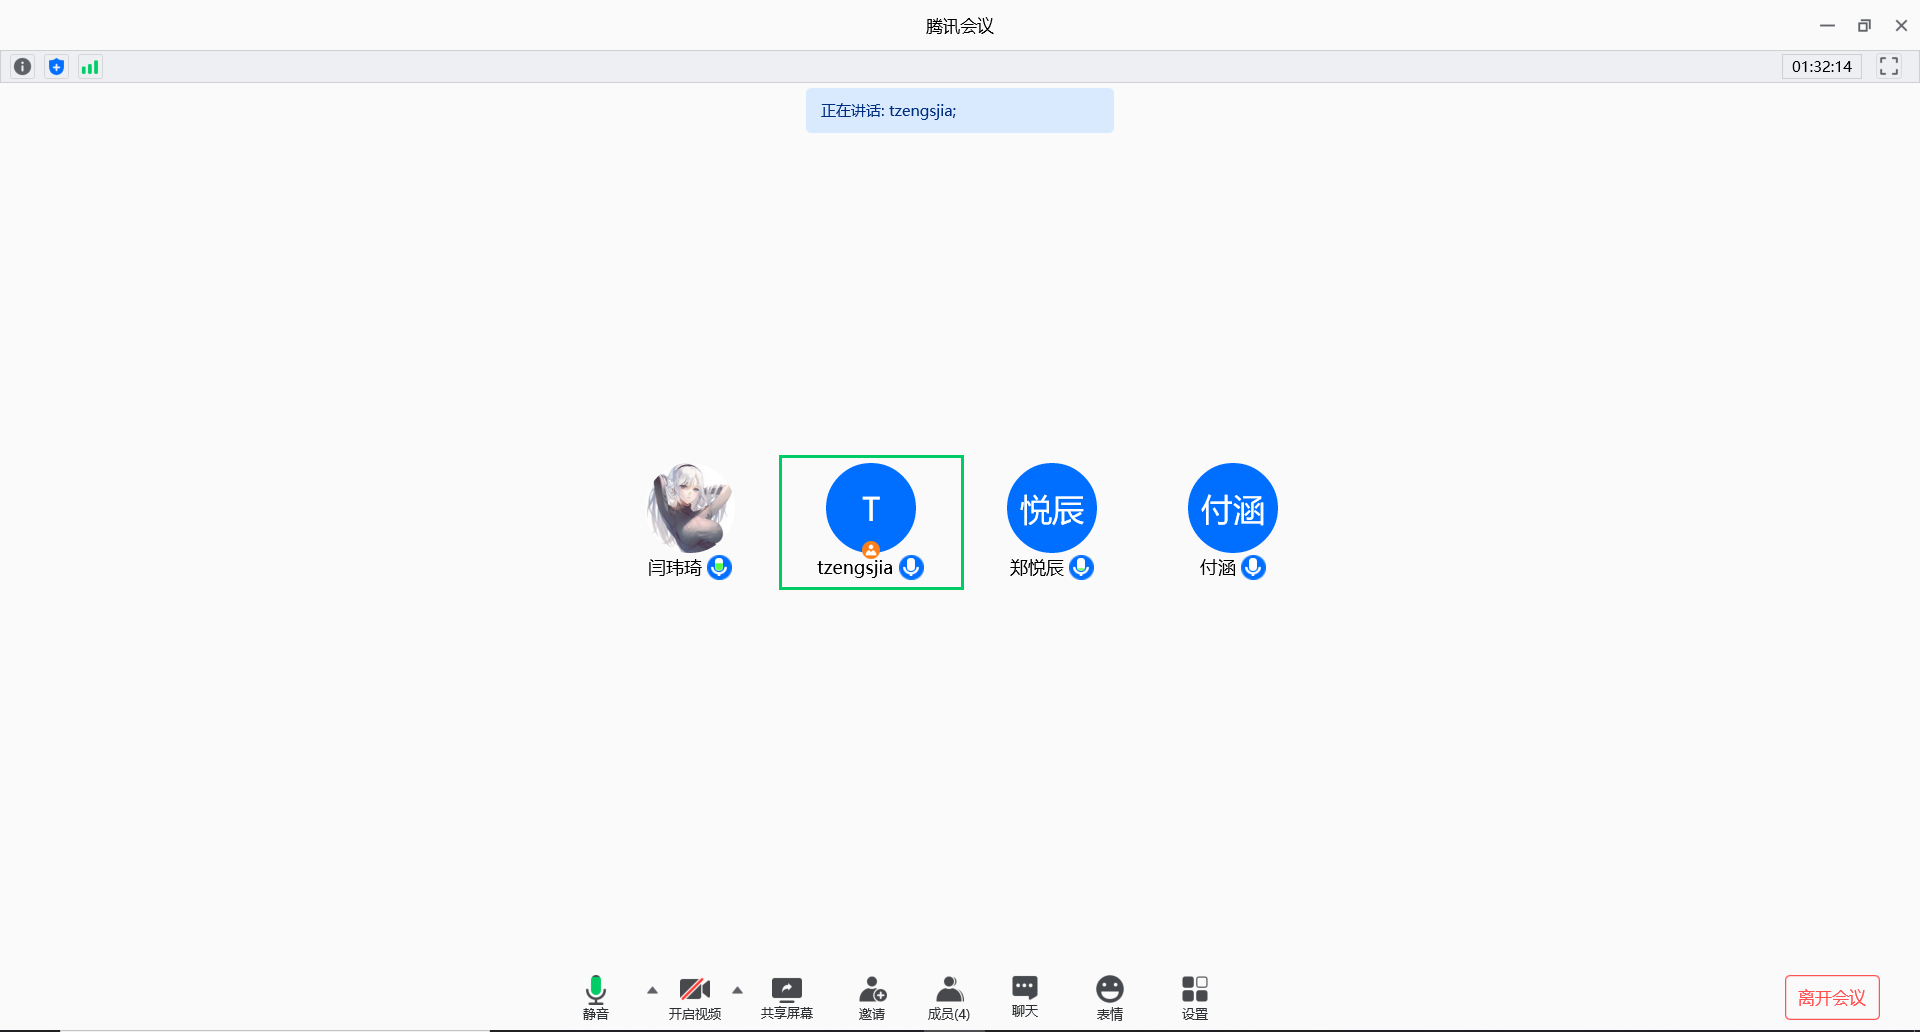 腾讯会议
01:32:14
正在讲话: tzengsjia;
T
悦辰
付涵
闫玮琦
tzengsjia
郑悦辰
付涵
静音
开启视频
共享屏幕
邀请
成员(4)
聊天
表情
设置
离开会议